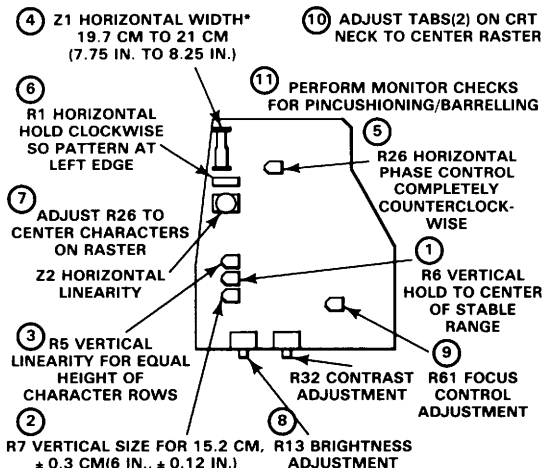 4 Z1 HORIZONTAL WIDTH*
19.7 CM TO 21 CM
(7.75 IN. TO 8.25 IN.)
10 ADJUST TABS(2) ON CRT
NECK TO CENTER RASTER
11 PERFORM MONITOR CHECKS
FOR PINCUSHIONING/BARRELLING
6
R1 HORIZONTAL
HOLD CLOCKWISE
SO PATTERN AT
LEFT EDGE
5
R26 HORIZONTAL
PHASE CONTROL
COMPLETELY
COUNTERCLOCK-
WISE
7
ADJUST R26 TO
CENTER CHARACTERS
ON RASTER
Z2 HORIZONTAL
LINEARITY
1
R6 VERTICAL
HOLD TO CENTER
OF STABLE
RANGE
3 R5 VERTICAL
LINEARITY FOR EQUAL
HEIGHT OF
CHARACTER ROWS
9
R61 FOCUS
CONTROL
ADJUSTMENT
R32 CONTRAST
ADJUSTMENT
2
R7 VERTICAL SIZE FOR 15.2 CM,
± 0.3 CM(6 IN., ± 0.12 IN.)
8
R13 BRIGHTNESS
ADJUSTMENT